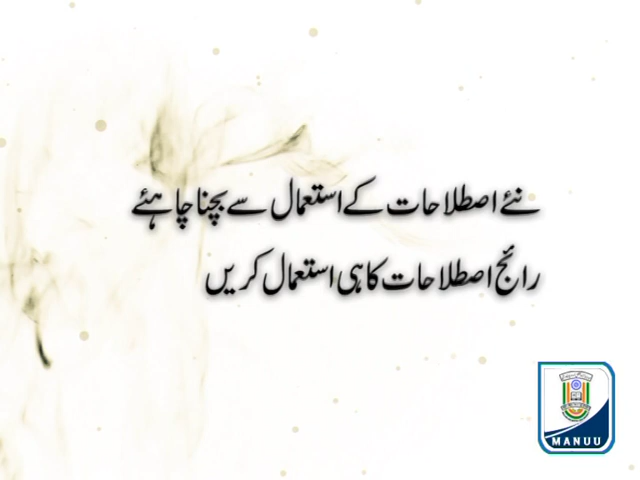 نئے اصطلاحات کے استعمال سے بچنا چاہئے
رائج اصطلاحات کا ہی استعمال کریں
MANUU